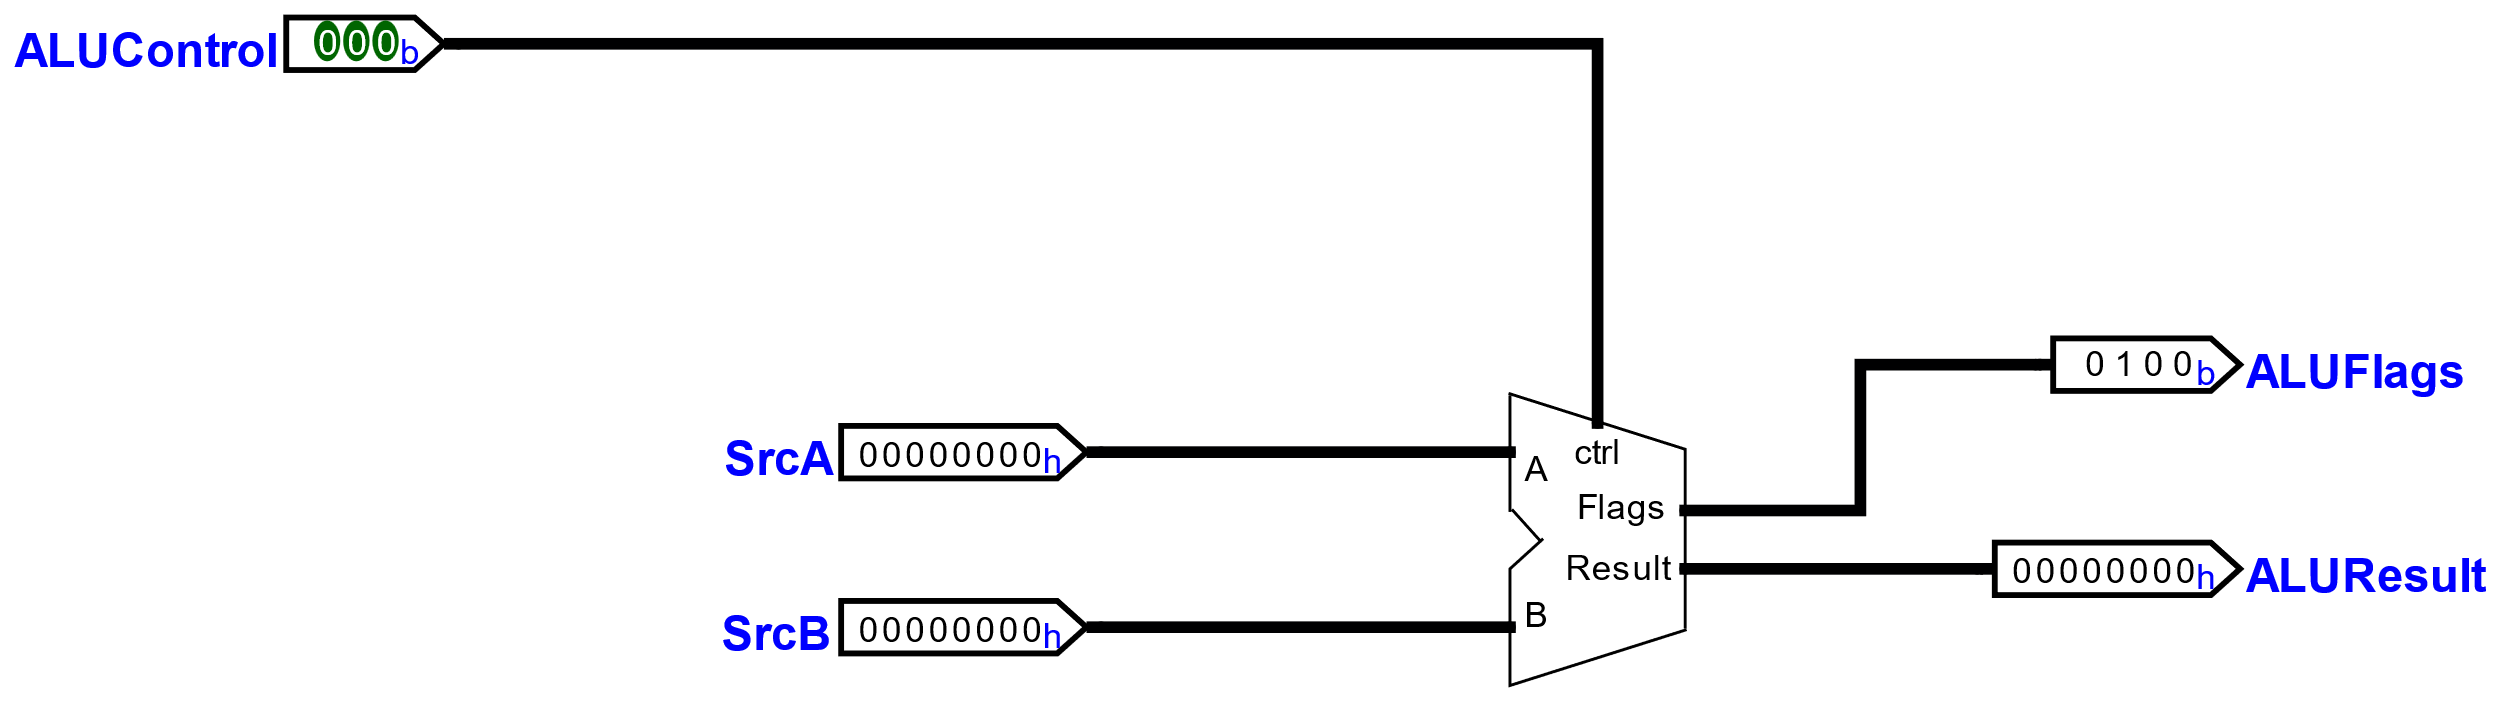 ALUControl 000b
ctrl
SrcA 00000000h A
Flags 0100b ALUFlags
Result 00000000h ALUResult
SrcB 00000000h B